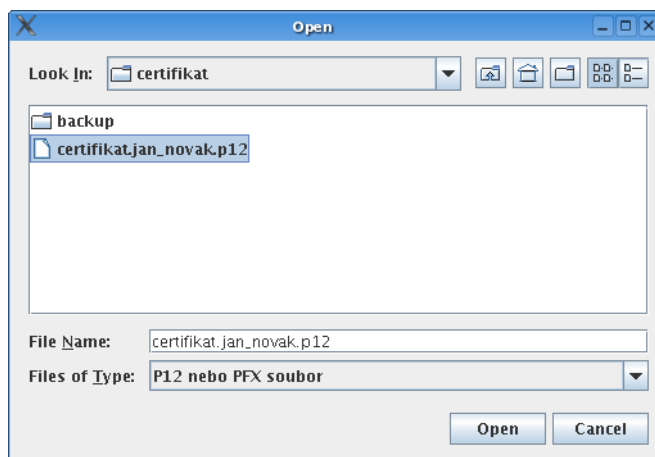 Open
Look In: certifikat
backup
certifikat.jan_novak.p12
File Name: certifikat.jan_novak.p12
Files of Type: P12 nebo PFX soubor
Open Cancel